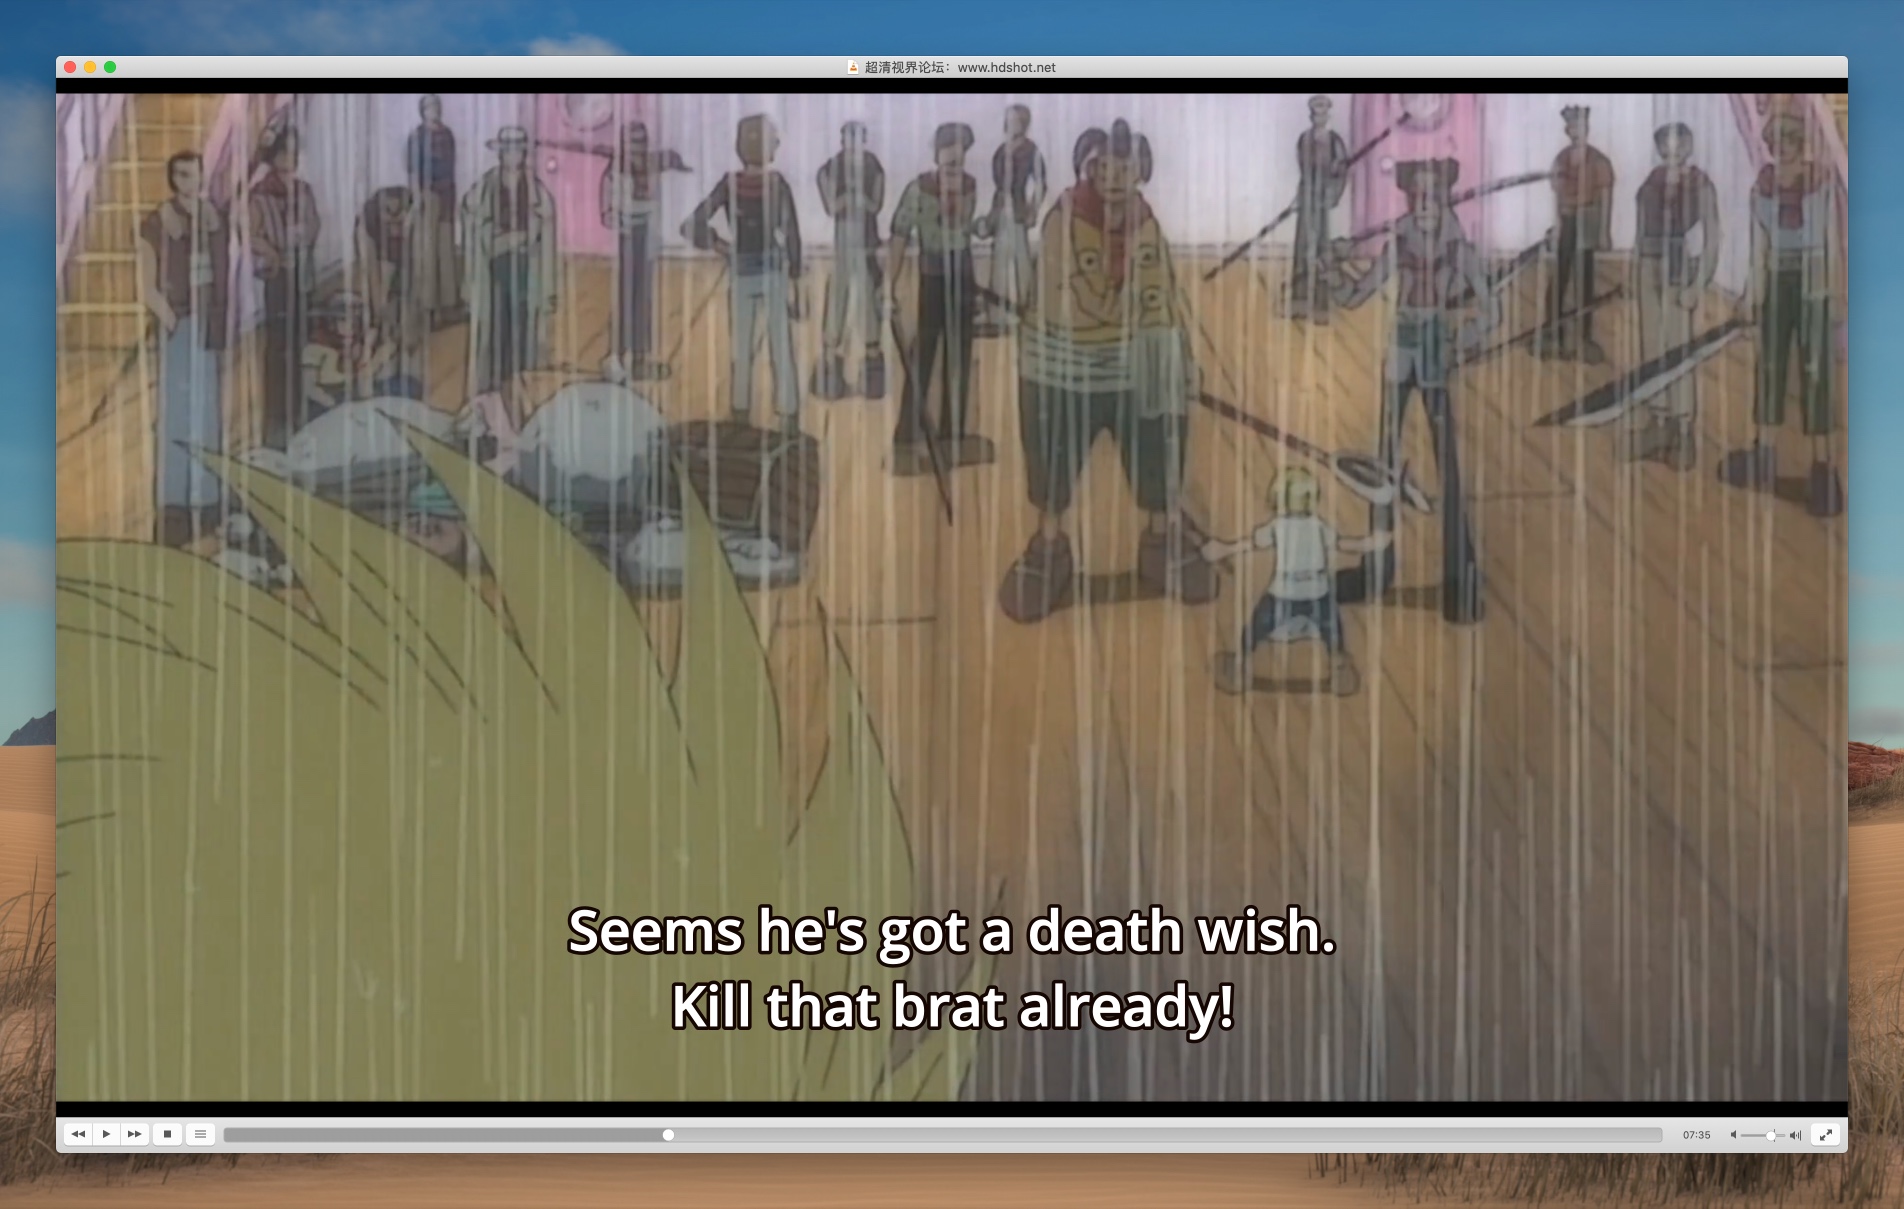 超清视界论坛：www.hdshot.net
Seems he's got a death wish.
Kill that brat already!
07:35